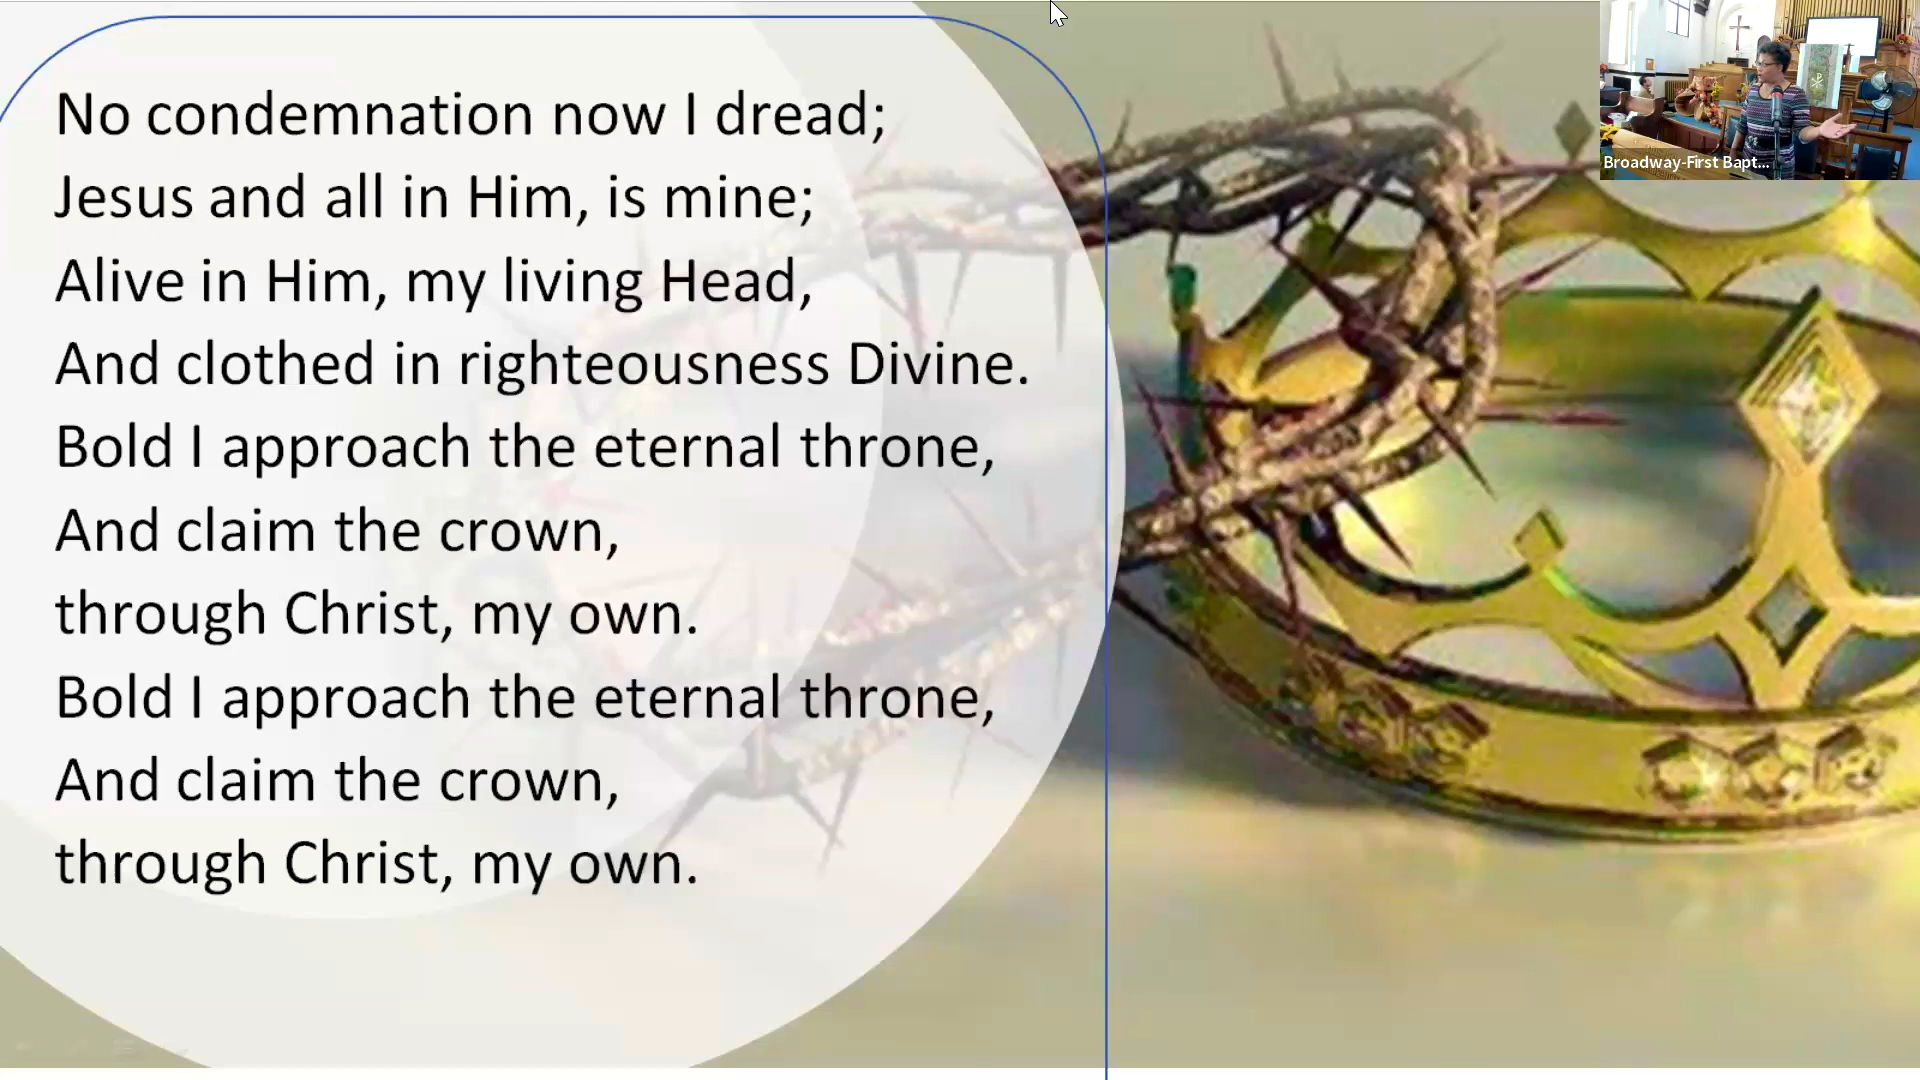 No condemnation now I dread;
Jesus and all in Him, is mine;
Alive in Him, my living Head,
And clothed in righteousness Divine.
Bold I approach the eternal throne,
And claim the crown,
through Christ, my own.
Bold I approach the eternal throne,
And claim the crown,
through Christ, my own.
Broadway-First Bapt...